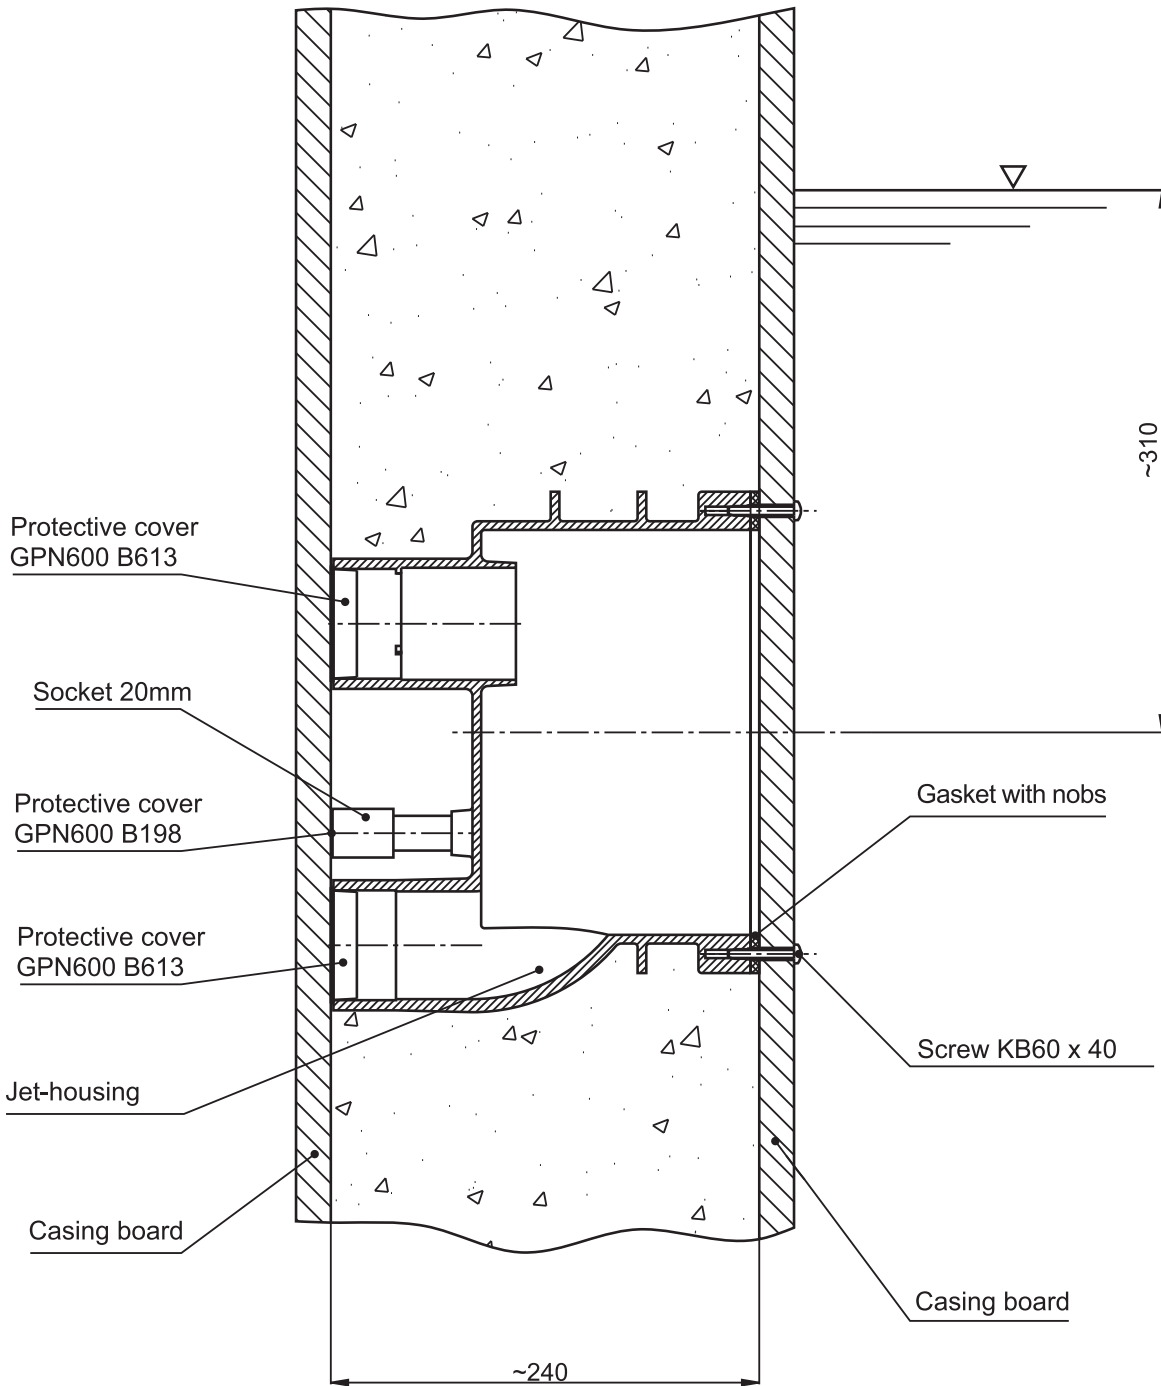 ~310
Protective cover
GPN600 B613
Socket 20mm
Protective cover
GPN600 B198
Gasket with nobs
Protective cover
GPN600 B613
Screw KB60 x 40
Jet-housing
Casing board
Casing board
~240